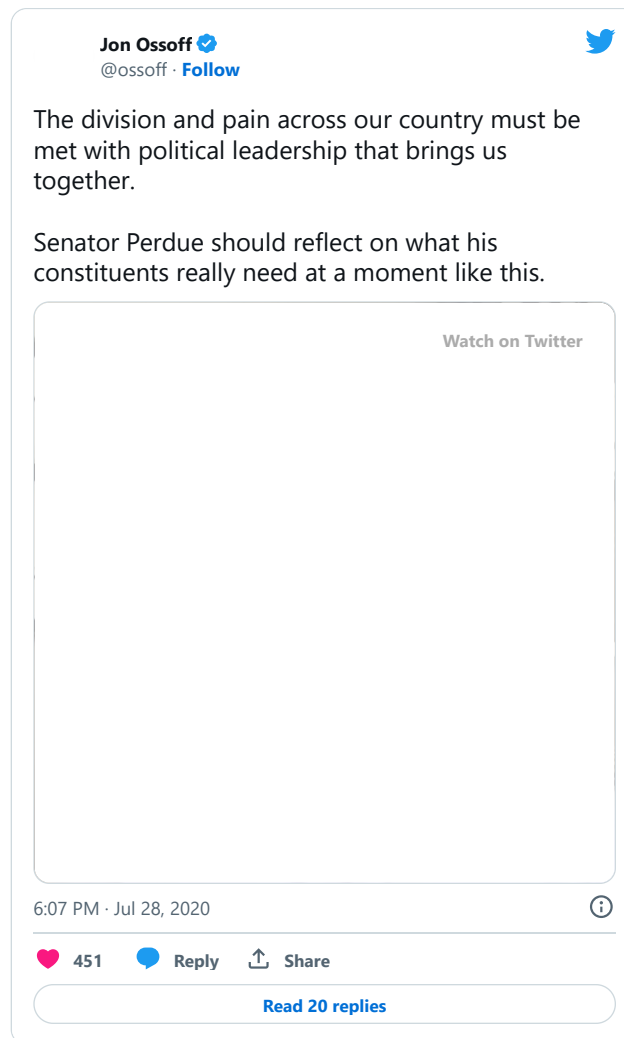 Jon Ossoff
@ossoff · Follow
The division and pain across our country must be
met with political leadership that brings us
together.
Senator Perdue should reflect on what his
constituents really need at a moment like this.
Watch on Twitter
6:07 PM · Jul 28, 2020
451 Reply Share
Read 20 replies